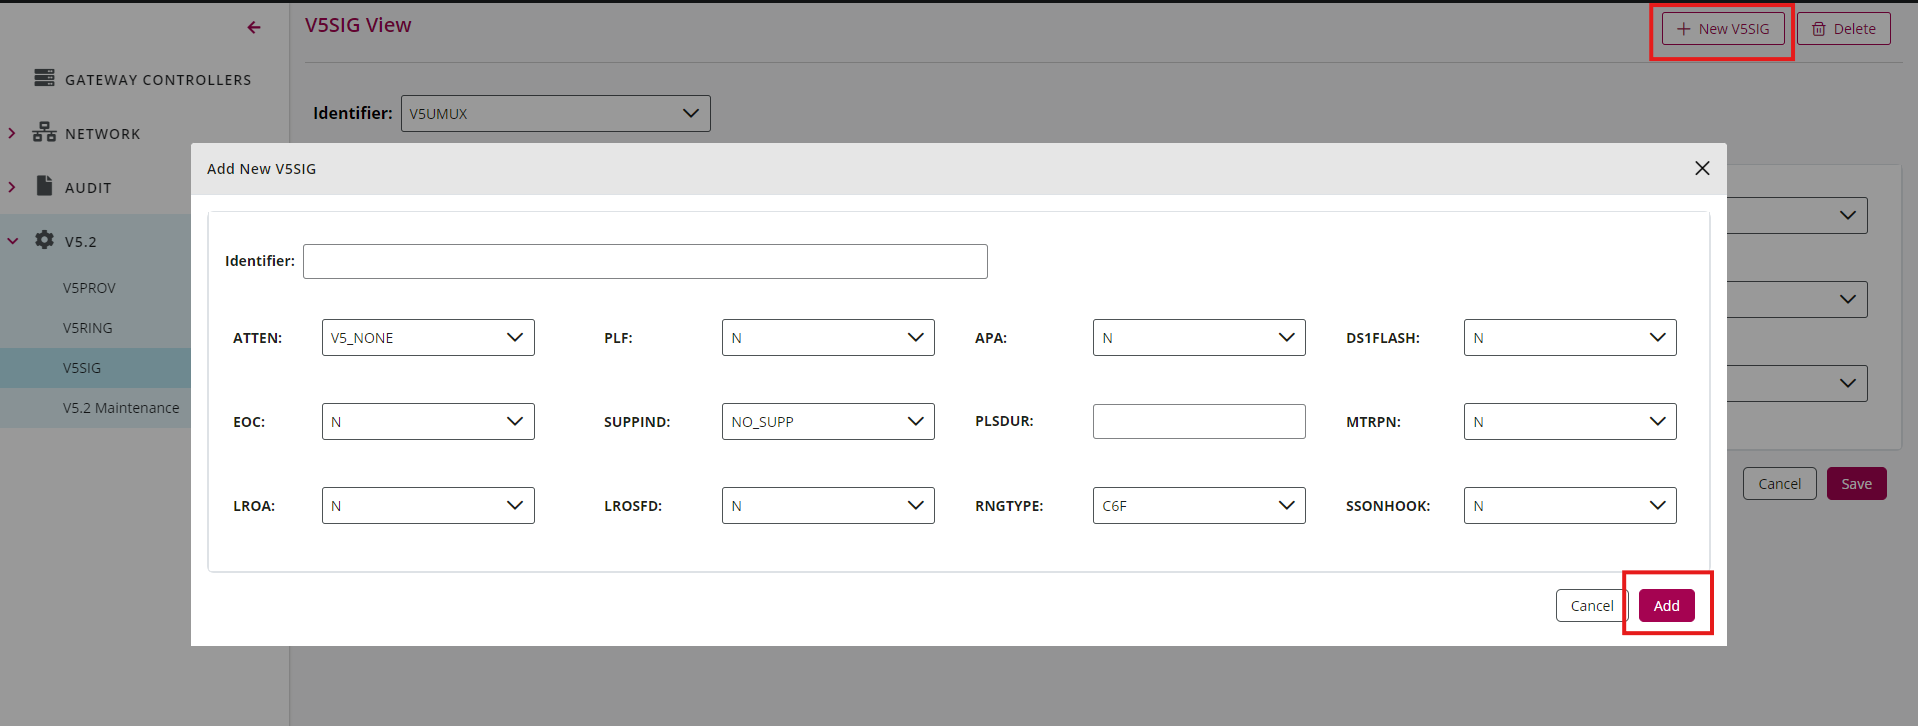 V5SIG View
New V5SIG
Delete
GATEWAY CONTROLLERS
Identifier: V5UMUX
NETWORK
AUDIT
V5.2
V5PROV
V5RING
V5SIG
V5.2 Maintenance
Add New V5SIG
Identifier:
ATTEN: V5_NONE PLF: N APA: N DS1FLASH: N
EOC: N SUPPIND: NO_SUPP PLSDUR: MTRPN: N
LROA: N LROSFD: N RNGTYPE: C6F SSONHOOK: N
Cancel Add
Cancel Save